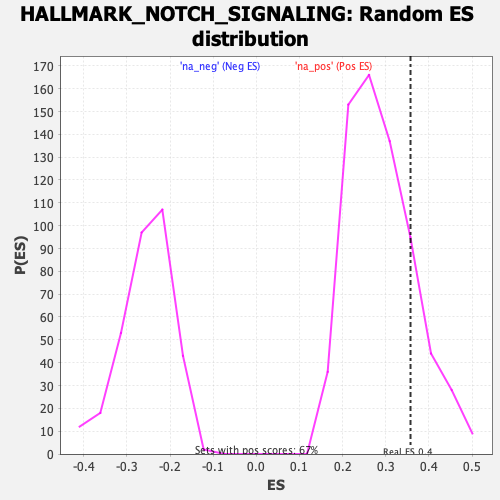 HALLMARK_NOTCH_SIGNALING: Random ES
distribution
'na_neg' (Neg ES) 'na_pos' (Pos ES)
170
160
150
140
130
120
110
100
90
80
70
60
50
40
30
20
10
0
P(ES)
Sets with pos scores: 67%
Real ES 0.4
-0.4 -0.3 -0.2 -0.1 0.0 0.1 0.2 0.3 0.4 0.5
ES